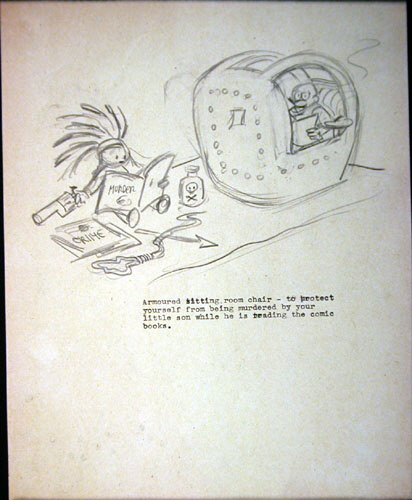 MURDER
CRIME
Armoured sitting room chair - to protect
yourself from being murdered by your
little son while he is reading the comic
books.